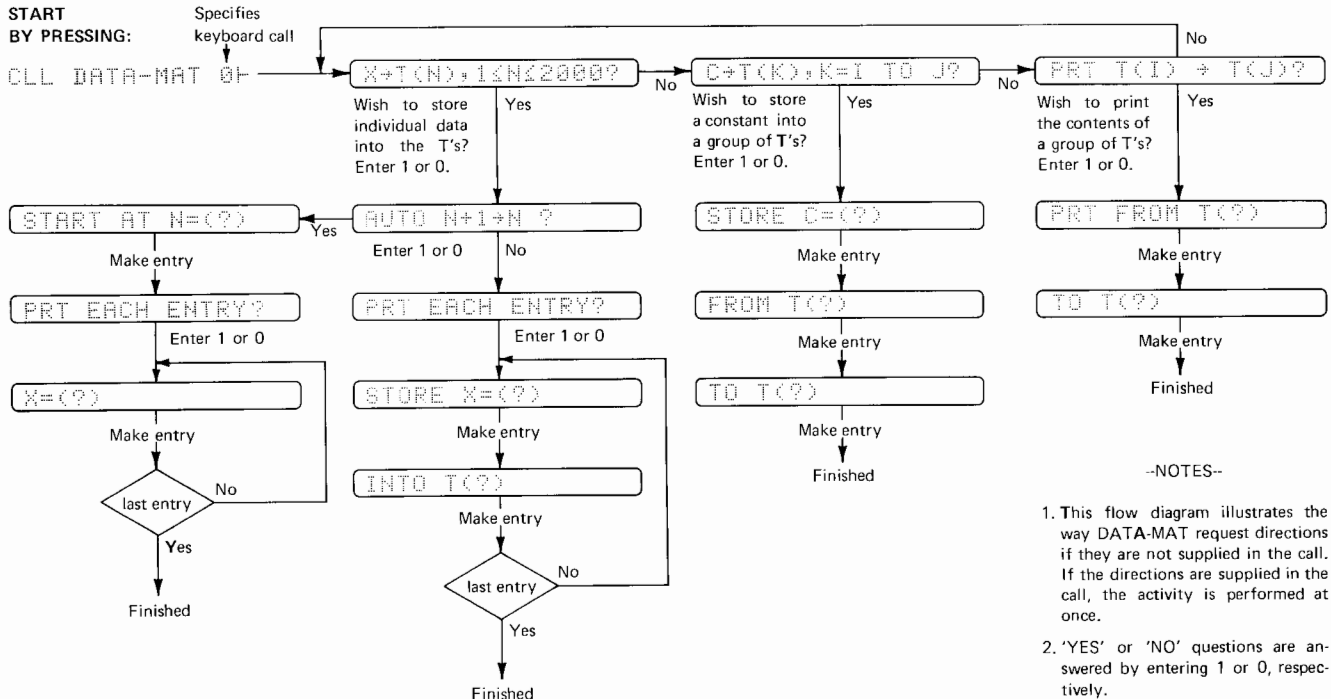 START
BY PRESSING:
Specifies
keyboard call
CLL DATA-MAT 0⊢
X→T(N),1≤N≤2000?
No
C→T(K),K=I TO J?
No
PRT T(I) → T(J)?
No
Wish to store
individual data
into the T's?
Enter 1 or 0.
Yes
Wish to store
a constant into
a group of T's?
Enter 1 or 0.
Yes
Wish to print
the contents of
a group of T's?
Enter 1 or 0.
Yes
START AT N=(?)
Yes
AUTO N+1→N ?
STORE C=(?)
PRT FROM T(?)
Make entry
Enter 1 or 0
No
Make entry
Make entry
PRT EACH ENTRY?
PRT EACH ENTRY?
FROM T(?)
TO T(?)
Enter 1 or 0
Enter 1 or 0
Make entry
Make entry
X=(?)
STORE X=(?)
TO T(?)
Finished
Make entry
Make entry
Make entry
last entry
No
INTO T(?)
Finished
Yes
Make entry
Finished
last entry
No
Yes
Finished
--NOTES--
1. This flow diagram illustrates the
way DATA-MAT request directions
if they are not supplied in the call.
If the directions are supplied in the
call, the activity is performed at
once.
2. 'YES' or 'NO' questions are an-
swered by entering 1 or 0, respec-
tively.